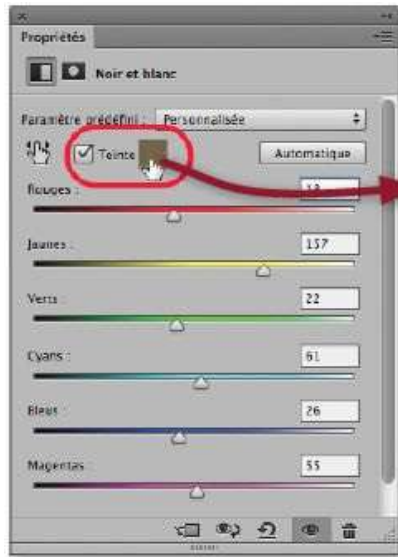 Propriétés
Noir et blanc
Paramètre prédéfini : Personnalisée
Teinte Automatique
Rouges :
Jaunes : 157
Verts : 22
Cyans : 61
Bleus : 26
Magentas : 55